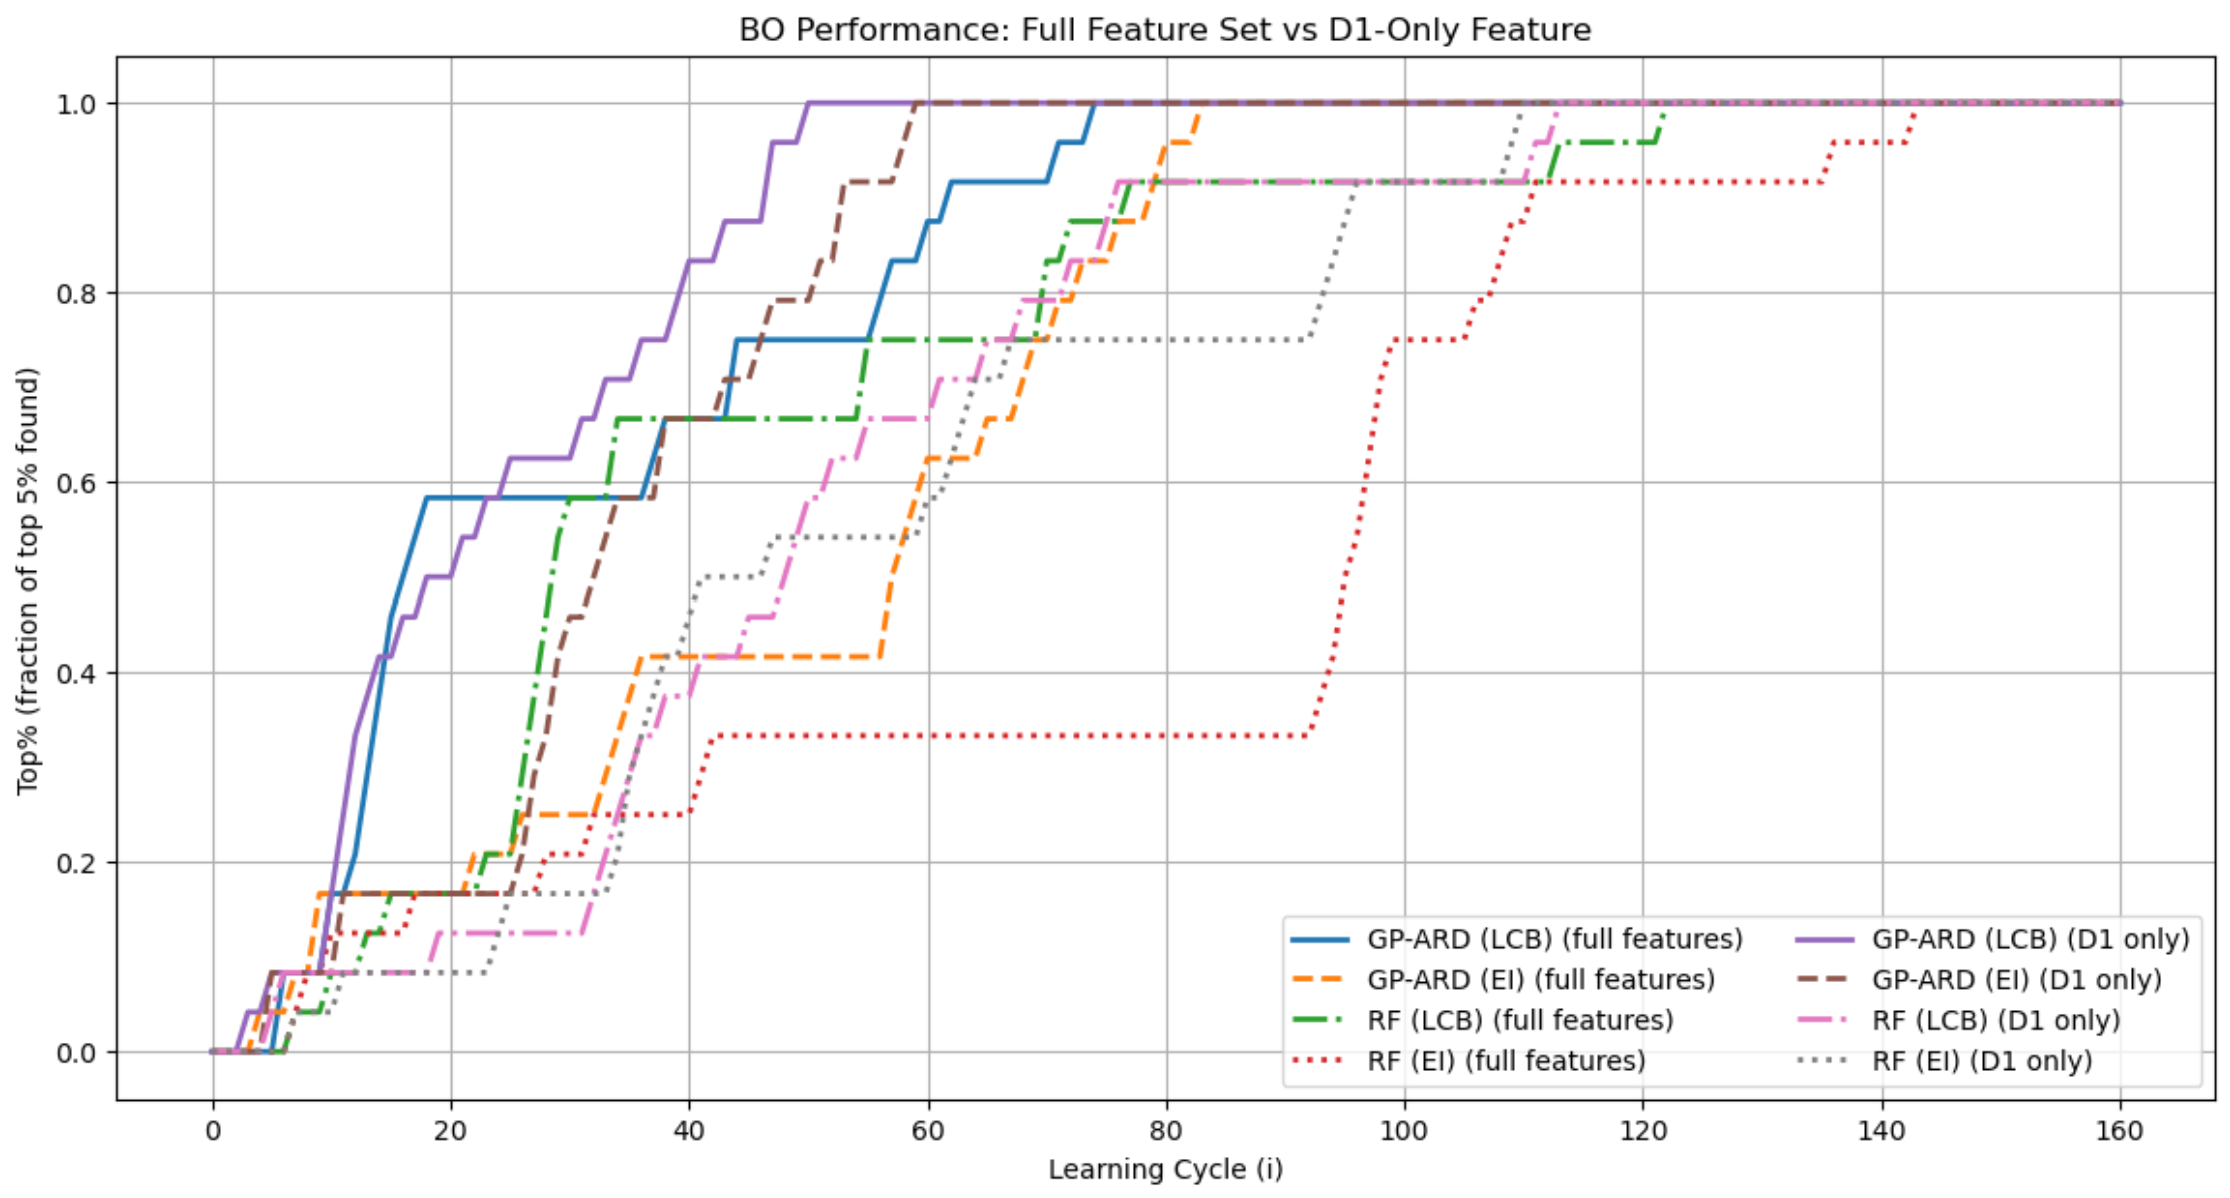 BO Performance: Full Feature Set vs D1-Only Feature
Top% (fraction of top 5% found)
1.0
0.8
0.6
0.4
0.2
0.0
GP-ARD (LCB) (full features)
GP-ARD (EI) (full features)
RF (LCB) (full features)
RF (EI) (full features)
GP-ARD (LCB) (D1 only)
GP-ARD (EI) (D1 only)
RF (LCB) (D1 only)
RF (EI) (D1 only)
0 20 40 60 80 100 120 140 160
Learning Cycle (i)